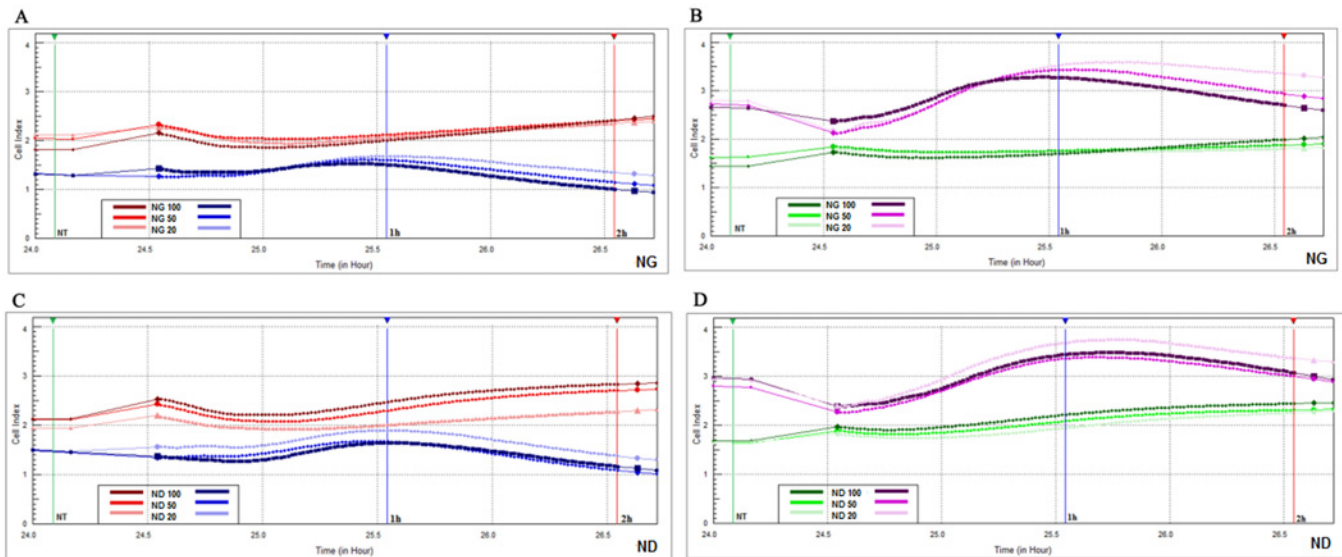 A
4
3
2
1
0
Cell Index
NG 100
NG 50
NG 20
NT
1h
2h
24.0
24.5
25.0
25.5
26.0
26.5
Time (in Hour)
NG
B
4
3
2
1
0
Cell Index
NG 100
NG 50
NG 20
NT
1h
2h
24.0
24.5
25.0
25.5
26.0
26.5
Time (in Hour)
NG
C
4
3
2
1
0
Cell Index
ND 100
ND 50
ND 20
NT
1h
2h
24.0
24.5
25.0
25.5
26.0
26.5
Time (in Hour)
ND
D
4
3
2
1
0
Cell Index
ND 100
ND 50
ND 20
NT
1h
2h
24.0
24.5
25.0
25.5
26.0
26.5
Time (in Hour)
ND